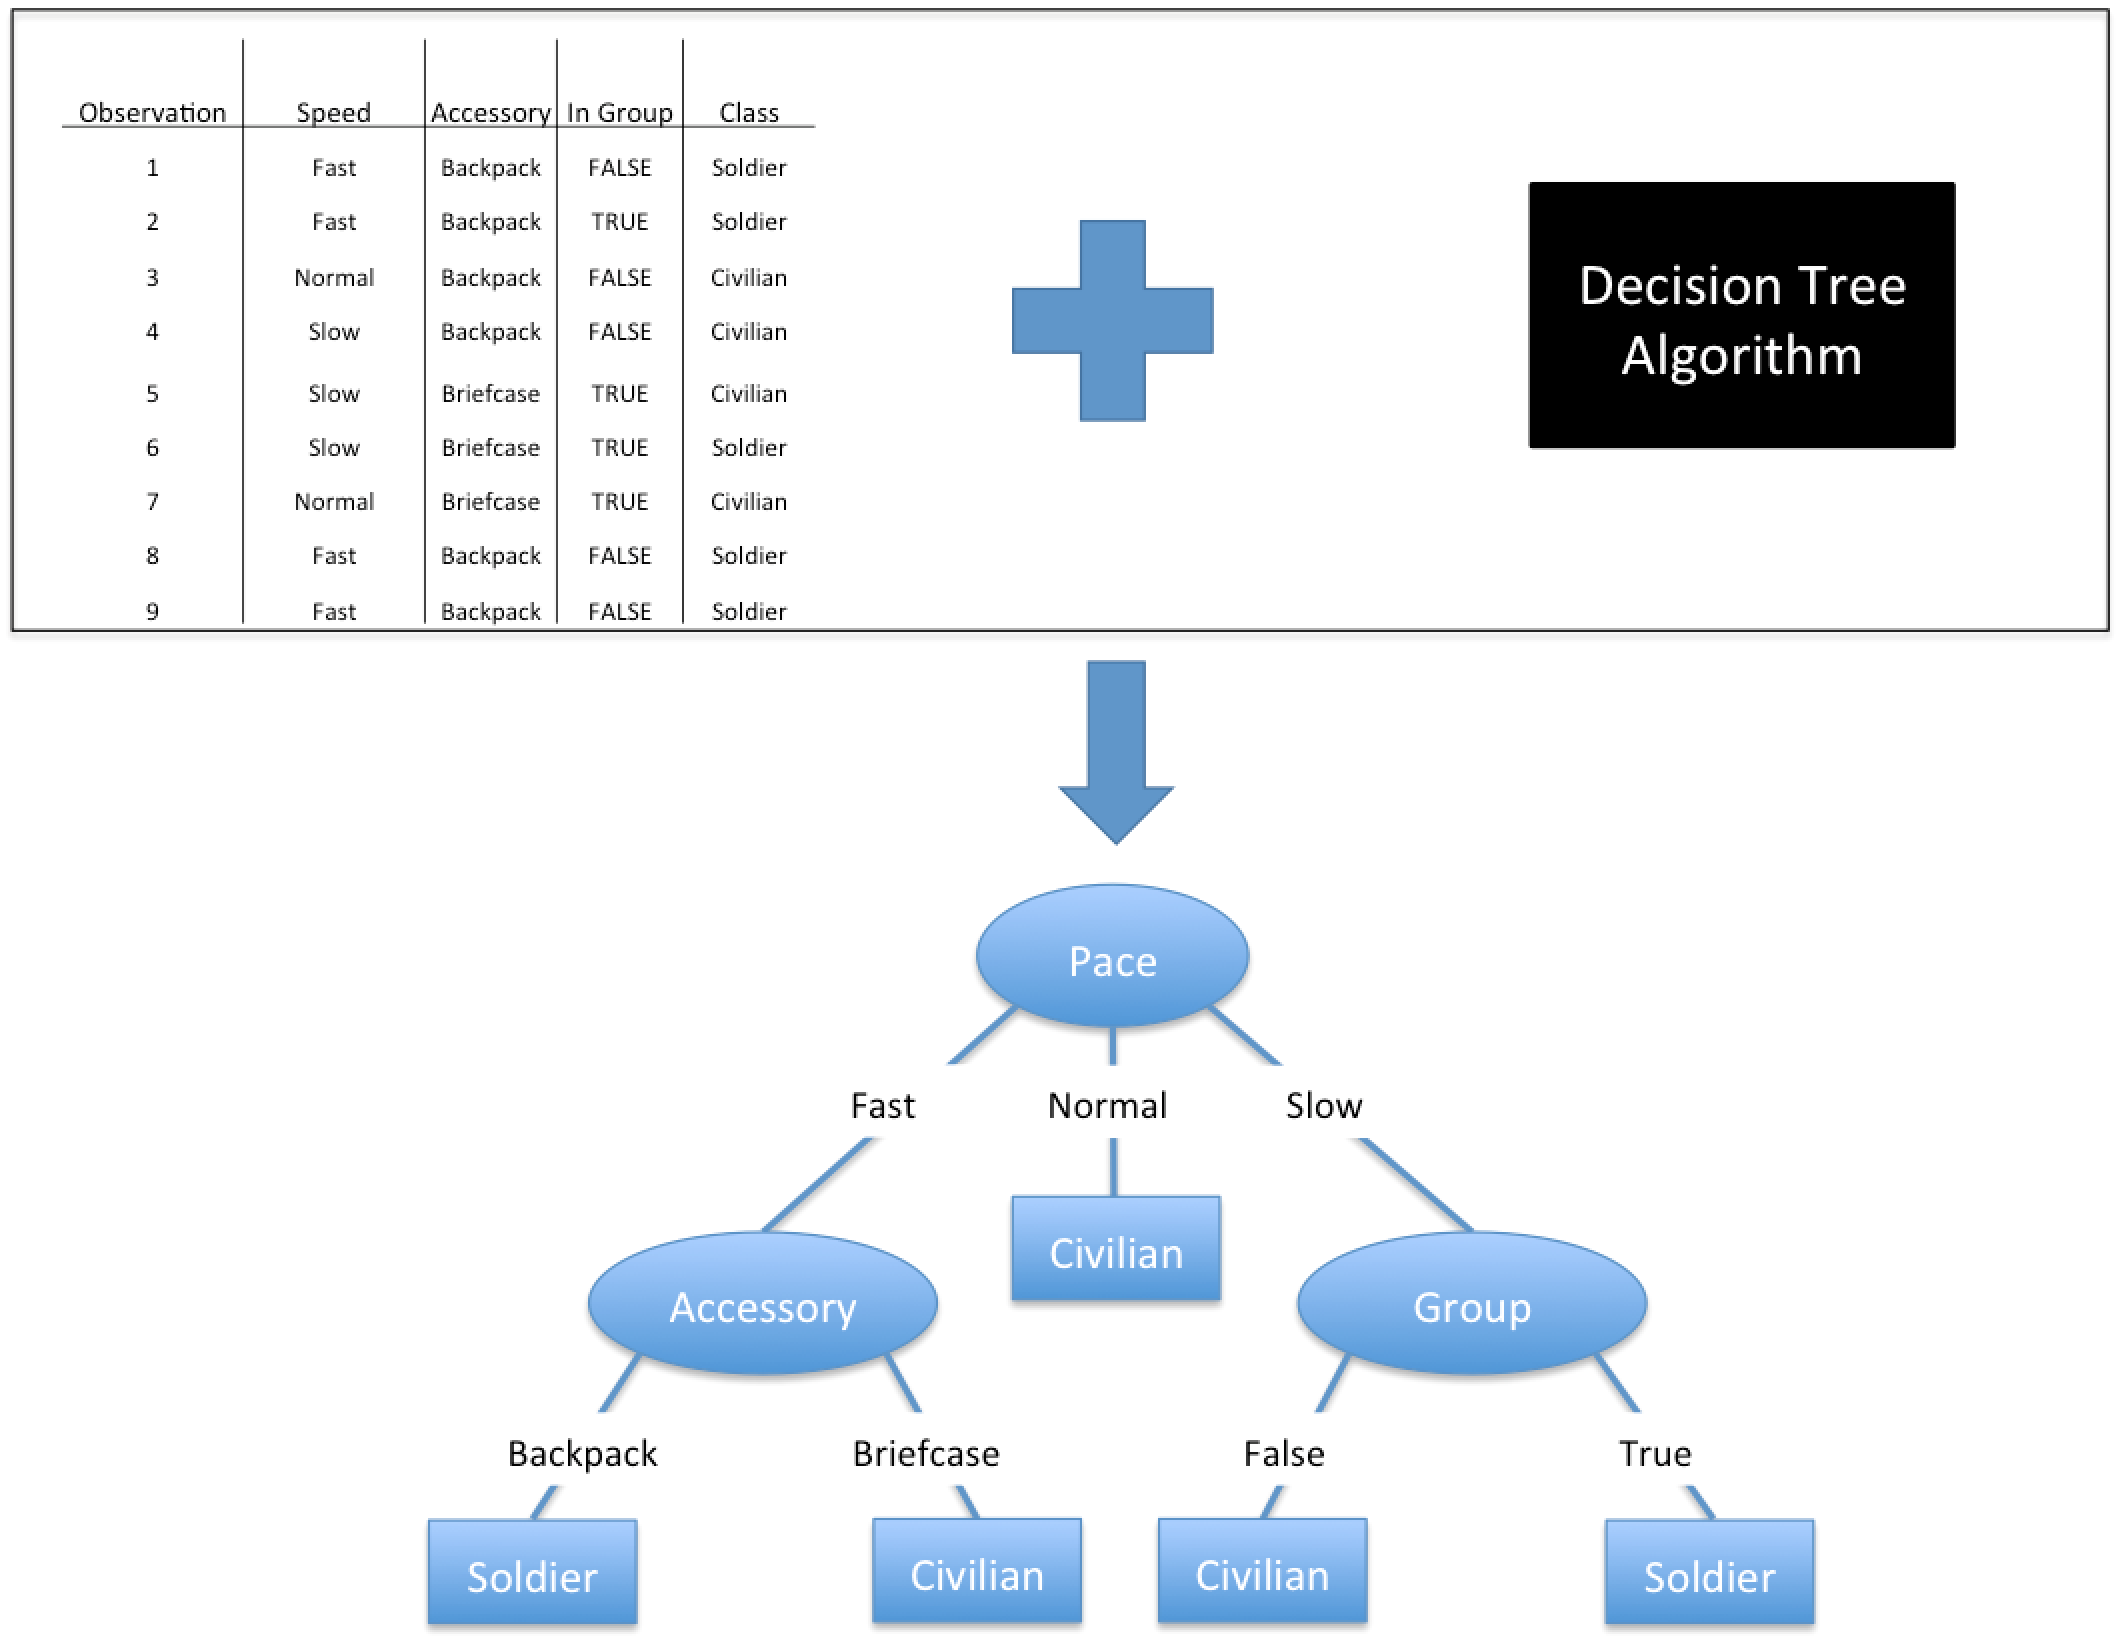 Observation Speed Accessory In Group Class
1 Fast Backpack FALSE Soldier
2 Fast Backpack TRUE Soldier
3 Normal Backpack FALSE Civilian
4 Slow Backpack FALSE Civilian
5 Slow Briefcase TRUE Civilian
6 Slow Briefcase TRUE Soldier
7 Normal Briefcase TRUE Civilian
8 Fast Backpack FALSE Soldier
9 Fast Backpack FALSE Soldier
Decision Tree
Algorithm
Pace
Fast Normal Slow
Civilian
Accessory Group
Backpack Briefcase False True
Soldier Civilian Civilian Soldier